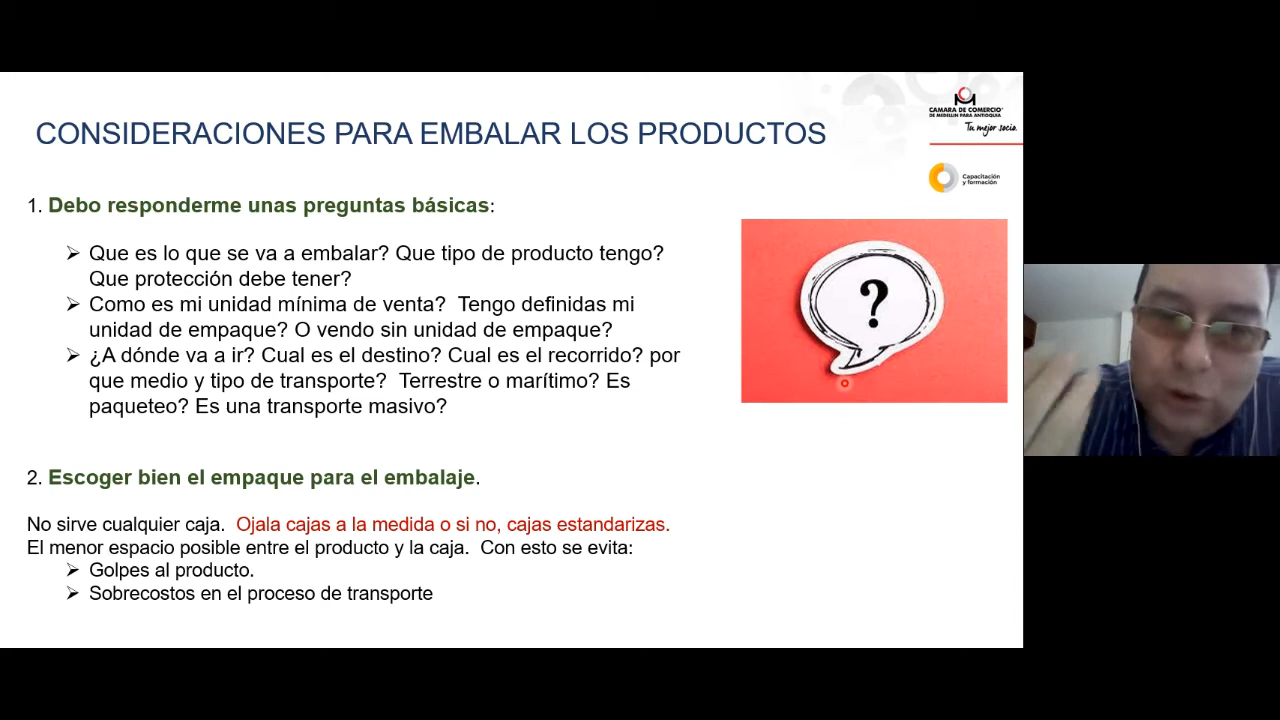 CONSIDERACIONES PARA EMBALAR LOS PRODUCTOS
CAMARA DE COMERCIO
DE MEDELLIN PARA ANTIOQUIA
Tu mejor socio.
Capacitación
y formación
1. Debo responderme unas preguntas básicas:
Que es lo que se va a embalar? Que tipo de producto tengo?
Que protección debe tener?
Como es mi unidad mínima de venta? Tengo definidas mi
unidad de empaque? O vendo sin unidad de empaque?
¿A dónde va a ir? Cual es el destino? Cual es el recorrido? por
que medio y tipo de transporte? Terrestre o marítimo? Es
paqueteo? Es una transporte masivo?
?
2. Escoger bien el empaque para el embalaje.
No sirve cualquier caja. Ojala cajas a la medida o si no, cajas estandarizas.
El menor espacio posible entre el producto y la caja. Con esto se evita:
Golpes al producto.
Sobrecostos en el proceso de transporte